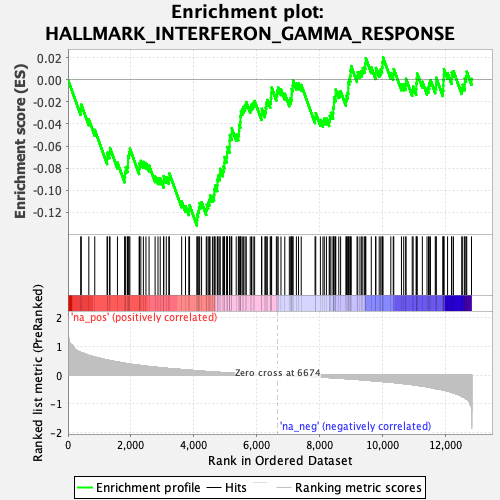 Enrichment plot:
HALLMARK_INTERFERON_GAMMA_RESPONSE
Enrichment score (ES)
0.02
0.00
-0.02
-0.04
-0.06
-0.08
-0.10
-0.12
'na_pos' (positively correlated)
Ranked list metric (PreRanked)
2
1
0
-1
Zero cross at 6674
'na_neg' (negatively correlated)
0
2,000
4,000
6,000
8,000
10,000
12,000
Rank in Ordered Dataset
Enrichment profile
Hits
Ranking metric scores